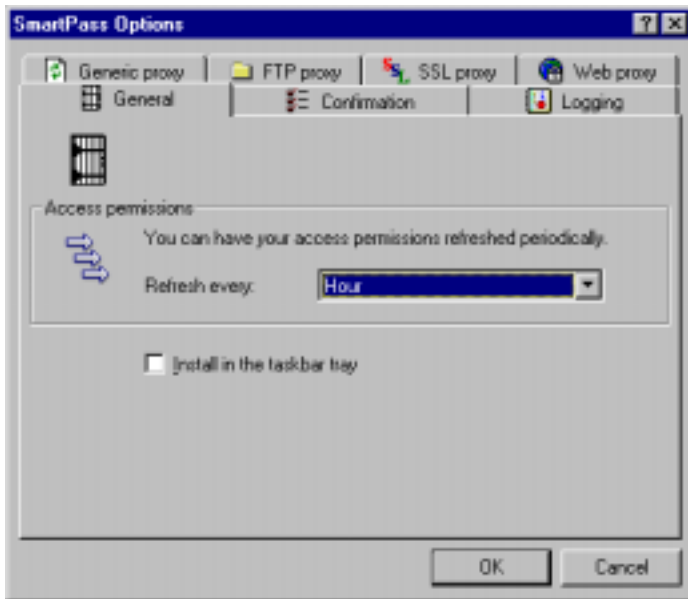 SmartPass Options
Generic proxy FTP proxy SSL proxy Web proxy
General Confirmation Logging
Access permissions
You can have your access permissions refreshed periodically.
Refresh every: Hour
Install in the taskbar tray
OK Cancel